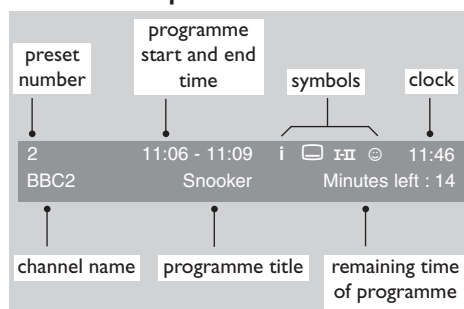 programme
start and end
time
preset
number
symbols
clock
2 11:06 - 11:09 i I-II ☺ 11:46
BBC2 Snooker Minutes left : 14
channel name
programme title
remaining time
of programme